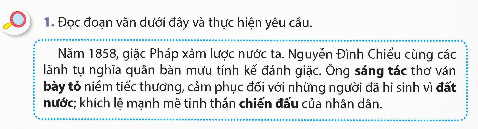 1. Đọc đoạn văn dưới đây và thực hiện yêu cầu.
Năm 1858, giặc Pháp xâm lược nước ta. Nguyễn Đình Chiểu cùng các
lãnh tụ nghĩa quân bàn mưu tính kế đánh giặc. Ông sáng tác thơ văn
bày tỏ niềm tiếc thương, cảm phục đối với những người đã hi sinh vì đất
nước; khích lệ mạnh mẽ tinh thần chiến đấu của nhân dân.